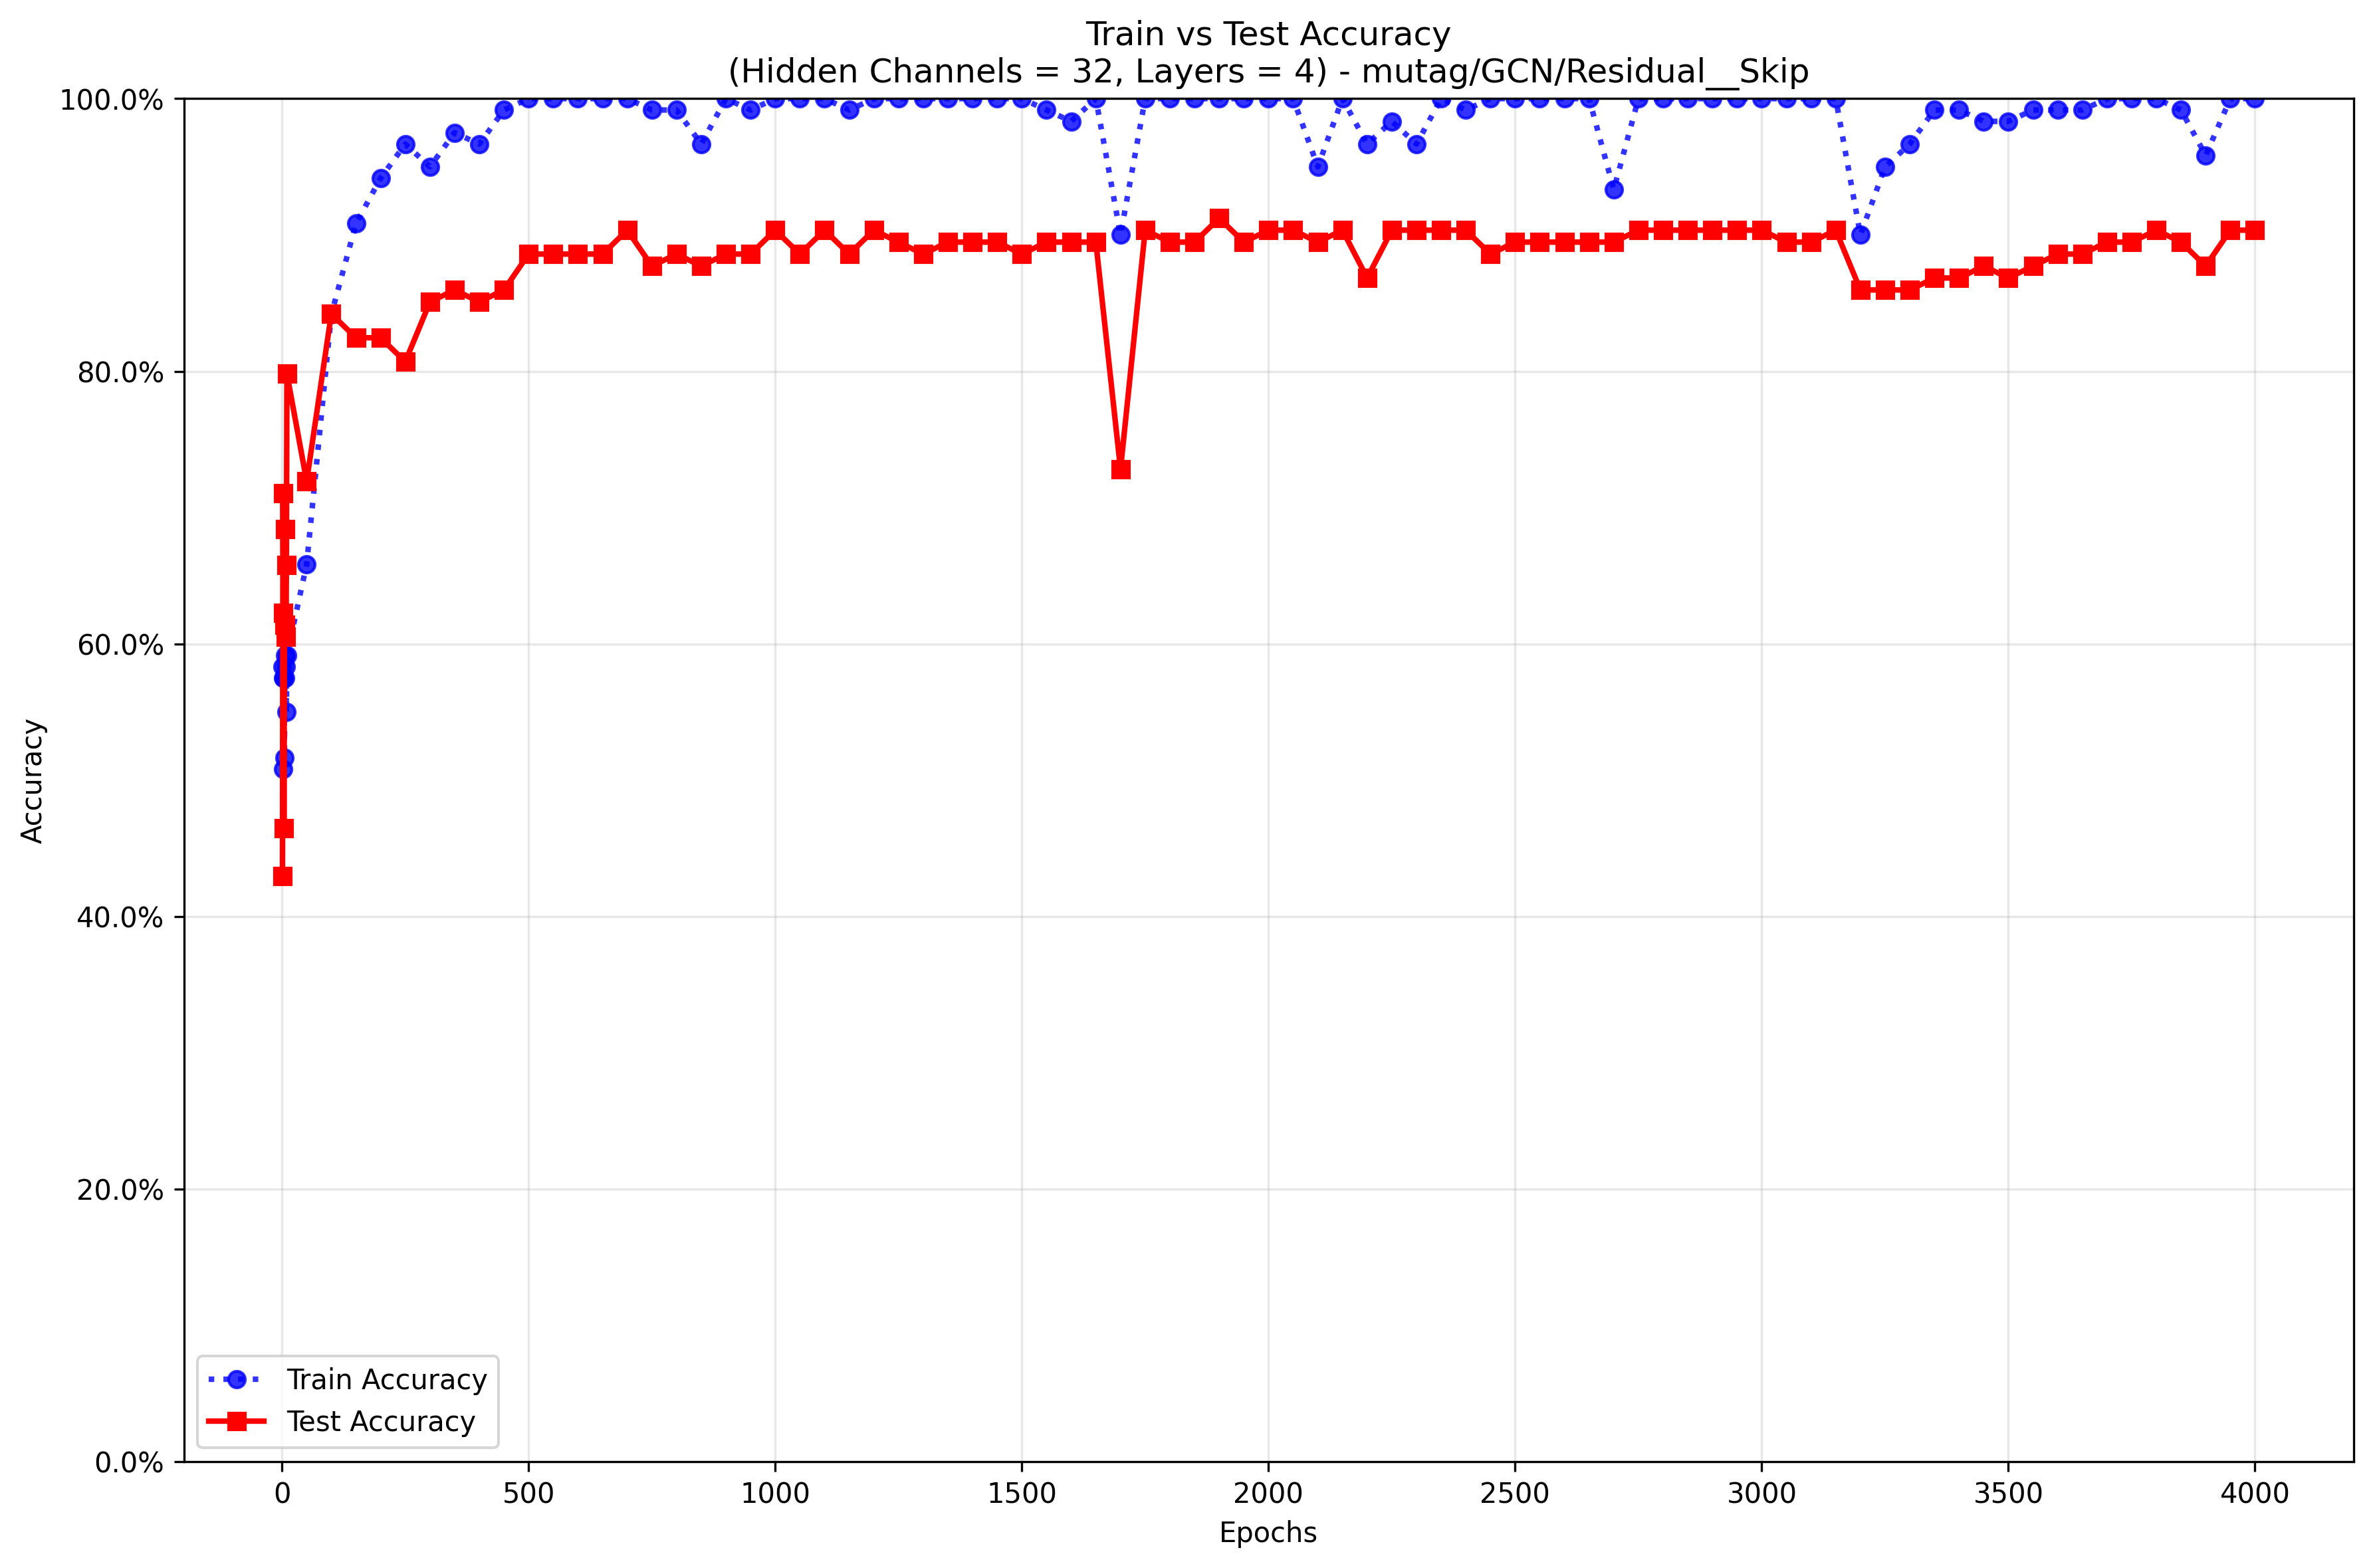 Train vs Test Accuracy
(Hidden Channels = 32, Layers = 4) - mutag/GCN/Residual__Skip
100.0%
80.0%
60.0%
40.0%
20.0%
0.0%
Accuracy
Train Accuracy
Test Accuracy
0
500
1000
1500
2000
2500
3000
3500
4000
Epochs